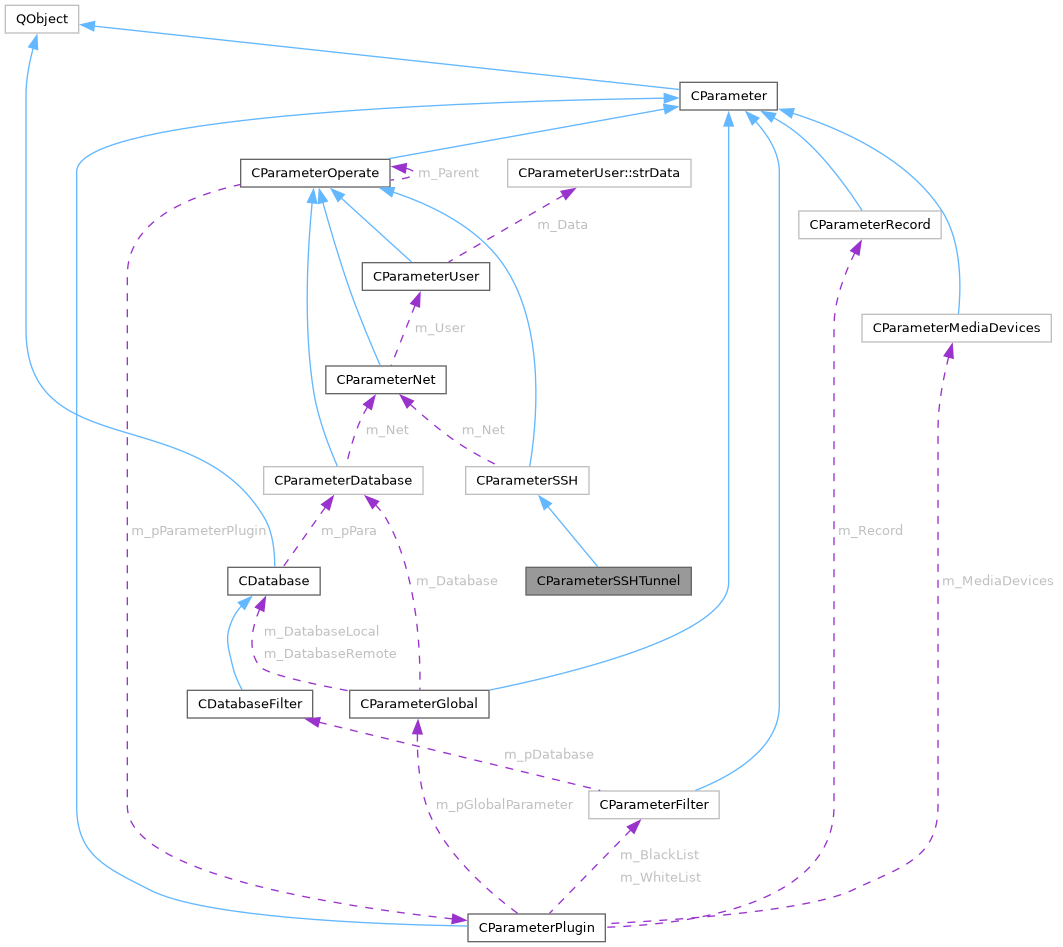 QObject
CParameter
CParameterOperate
m_Parent
CParameterUser::strData
m_Data
CParameterRecord
CParameterUser
m_User
CParameterMediaDevices
CParameterNet
m_Net
m_Net
CParameterDatabase
CParameterSSH
m_pParameterPlugin
m_pPara
m_Record
CDatabase
m_Database
CParameterSSHTunnel
m_MediaDevices
m_DatabaseLocal
m_DatabaseRemote
CDatabaseFilter
CParameterGlobal
m_pDatabase
m_pGlobalParameter
CParameterFilter
m_BlackList
m_WhiteList
CParameterPlugin